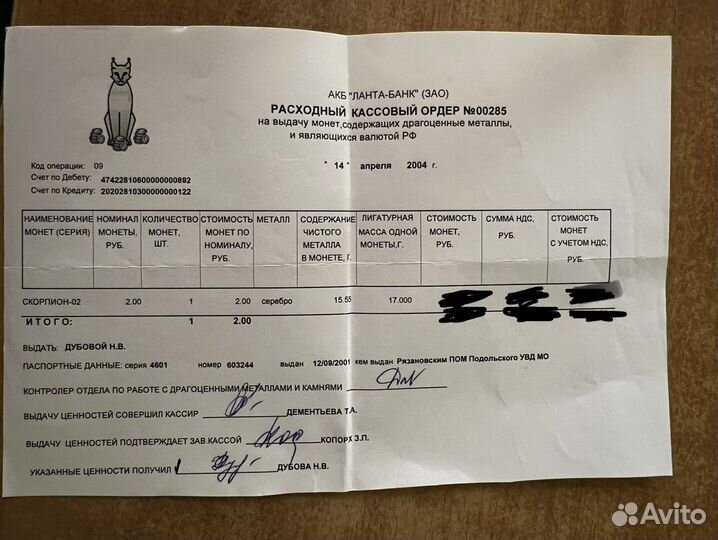 АКБ "ЛАНТА-БАНК" (ЗАО)
РАСХОДНЫЙ КАССОВЫЙ ОРДЕР №00285
на выдачу монет,содержащих драгоценные металлы,
и являющихся валютой РФ
Код операции: 09
" 14 " апреля 2004 г.
Счет по Дебету: 47422810600000000892
Счет по Кредиту: 20202810300000000122
НАИМЕНОВАНИЕ МОНЕТ (СЕРИЯ) НОМИНАЛ МОНЕТЫ, РУБ. КОЛИЧЕСТВО МОНЕТ, ШТ. СТОИМОСТЬ МОНЕТ ПО НОМИНАЛУ, РУБ. МЕТАЛЛ СОДЕРЖАНИЕ ЧИСТОГО МЕТАЛЛА В МОНЕТЕ, Г. ЛИГАТУРНАЯ МАССА ОДНОЙ МОНЕТЫ,Г. СТОИМОСТЬ МОНЕТ, РУБ. СУММА НДС, РУБ. СТОИМОСТЬ МОНЕТ С УЧЕТОМ НДС, РУБ.
СКОРПИОН-02 2.00 1 2.00 серебро 15.55 17.000
ИТОГО: 1 2.00
ВЫДАТЬ: ДУБОВОЙ Н.В.
ПАСПОРТНЫЕ ДАННЫЕ: серия 4601 номер 603244 выдан 12/09/2001 кем выдан Рязановским ПОМ Подольского УВД МО
КОНТРОЛЕР ОТДЕЛА ПО РАБОТЕ С ДРАГОЦЕННЫМИ МЕТАЛЛАМИ И КАМНЯМИ
ВЫДАЧУ ЦЕННОСТЕЙ СОВЕРШИЛ КАССИР ДЕМЕНТЬЕВА Т.А.
ВЫДАЧУ ЦЕННОСТЕЙ ПОДТВЕРЖДАЕТ ЗАВ.КАССОЙ КОПОРХ З.П.
УКАЗАННЫЕ ЦЕННОСТИ ПОЛУЧИЛ ДУБОВА Н.В.
Avito